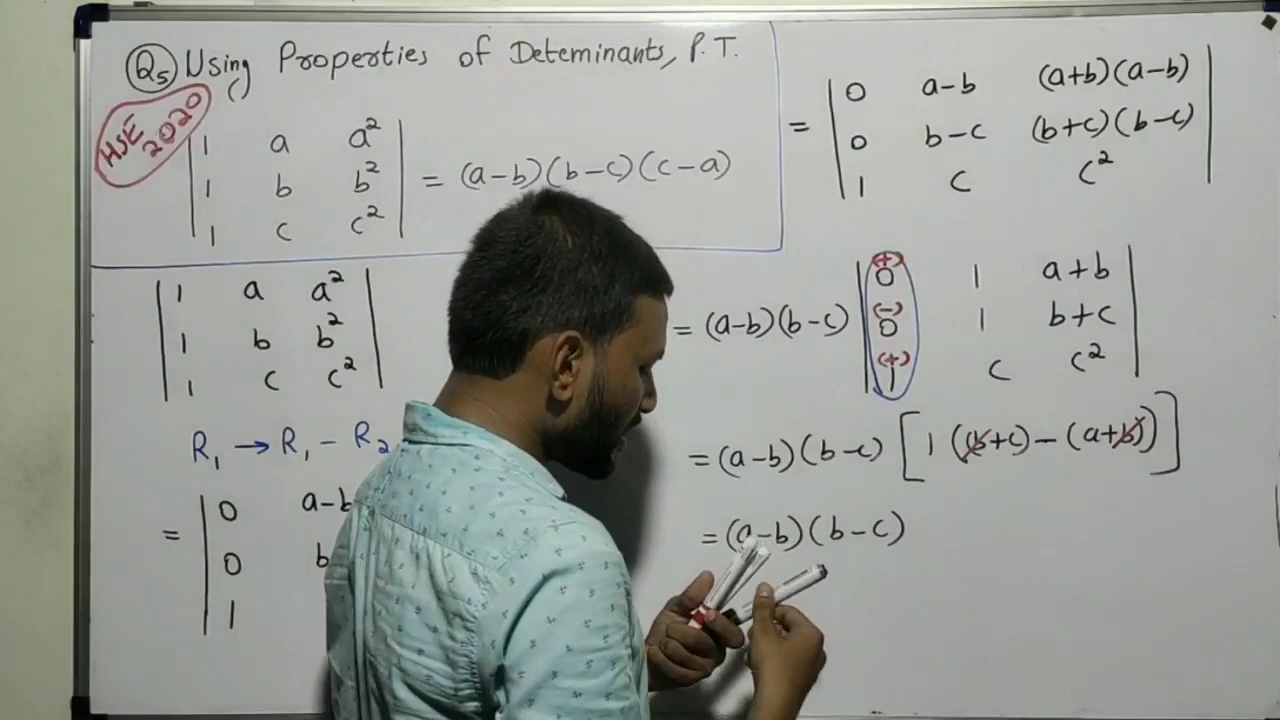 Q5) Using Properties of Deteminants, P.T.
HSE 2020
| 1 a a² |
| 1 b b² | = (a-b)(b-c)(c-a)
| 1 c c² |
| 1 a a² |
| 1 b b² |
| 1 c c² |
R₁ → R₁ - R₂
= | 0 a-b
| 0 b
| 1
| 0 a-b (a+b)(a-b) |
= | 0 b-c (b+c)(b-c) |
| 1 c c² |
| (+) 0 1 a+b |
= (a-b)(b-c) | (-) 0 1 b+c |
| (+) 1 c c² |
= (a-b)(b-c) [ 1 (b+c) - (a+b) ) ]
= (a-b)(b-c)